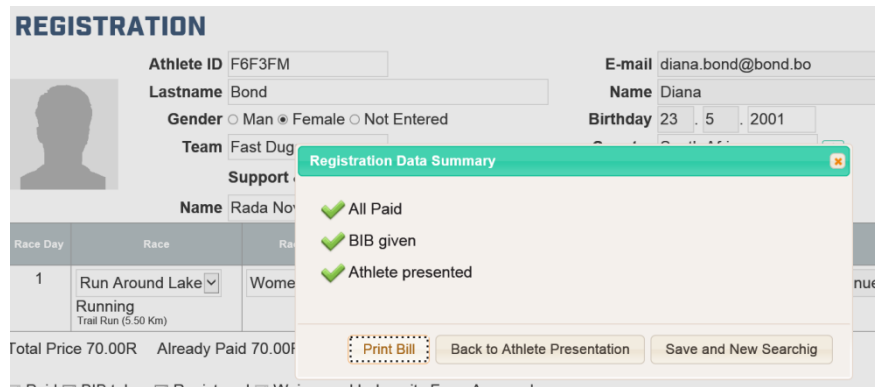 REGISTRATION
Athlete ID F6F3FM E-mail diana.bond@bond.bo
Lastname Bond Name Diana
Gender Man Female Not Entered Birthday 23 . 5 . 2001
Team Fast Dug
Registration Data Summary
Support
Name Rada No
All Paid
BIB given
Athlete presented
Race Day Race Ra
1 Run Around Lake Wome nue
Running
Trail Run (5.50 Km)
Total Price 70.00R Already Paid 70.00
Print Bill Back to Athlete Presentation Save and New Searchig